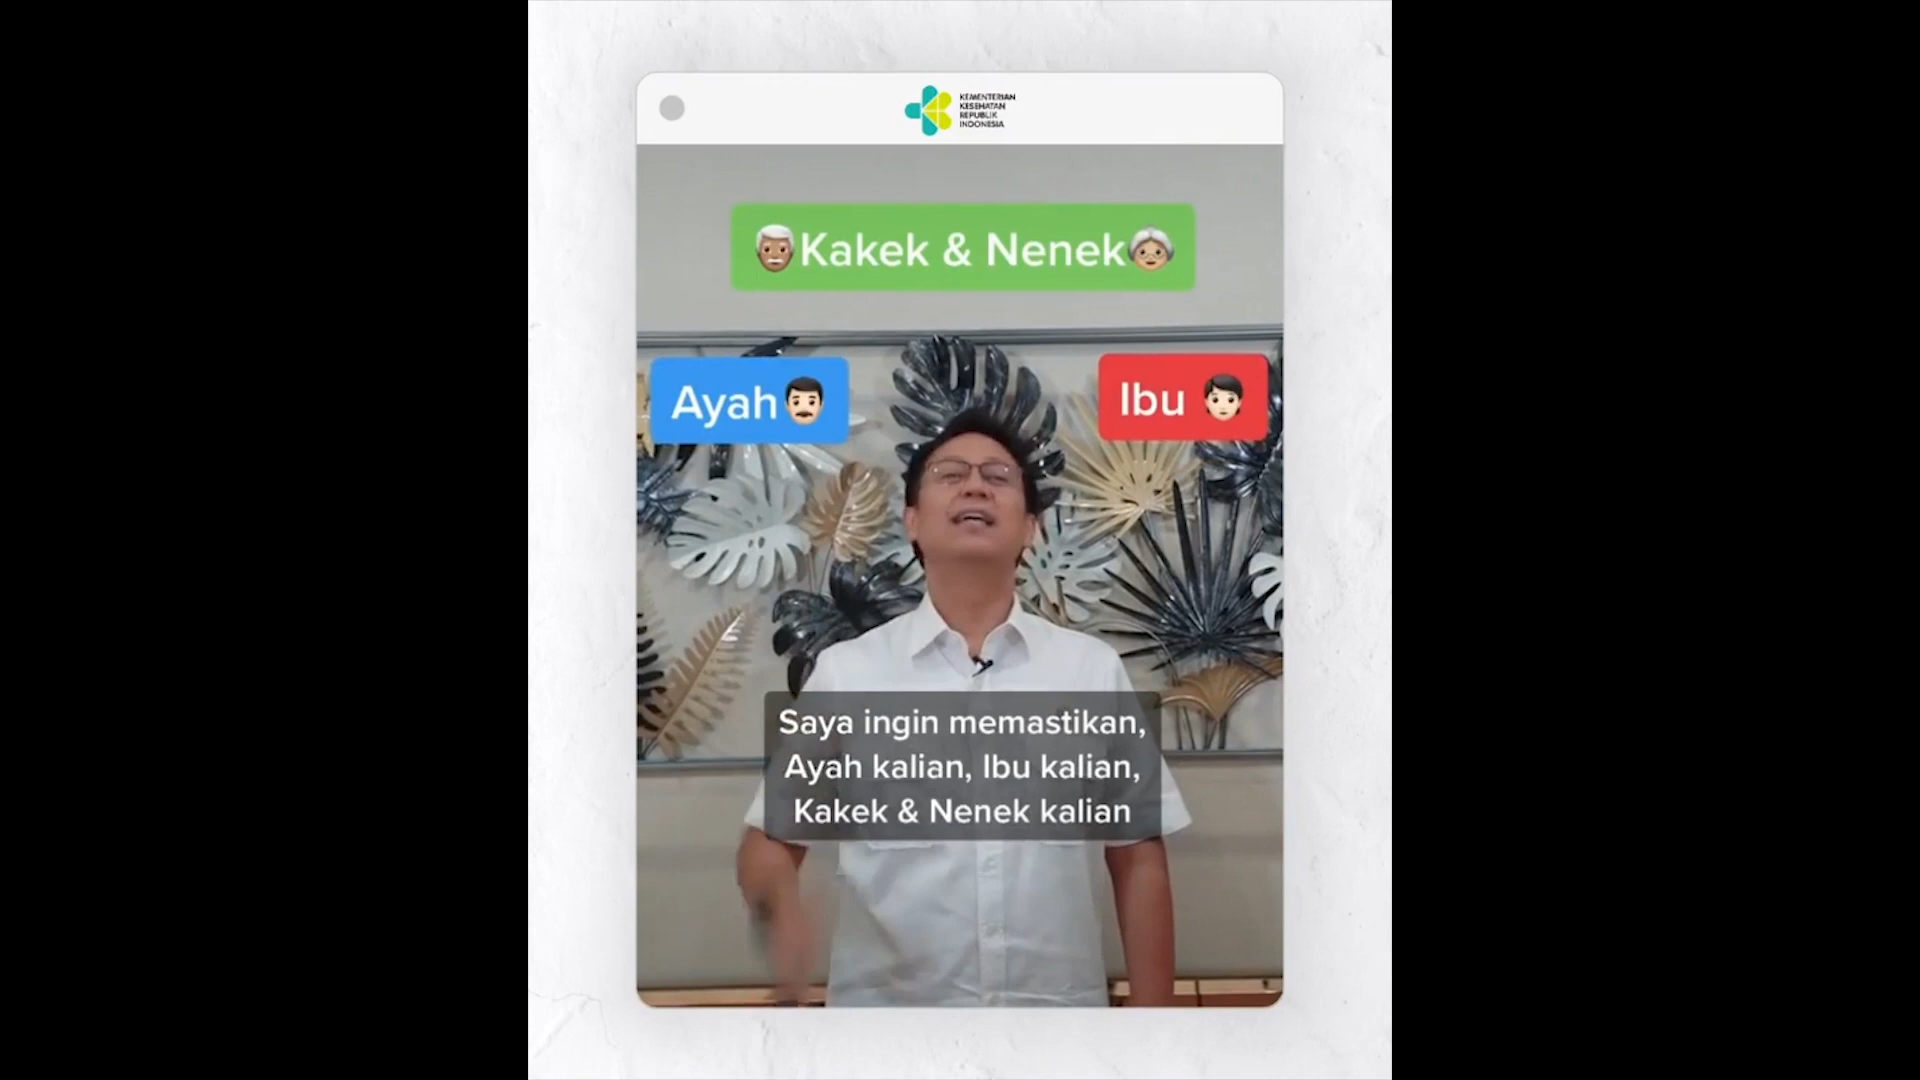 KEMENTERIAN
KESEHATAN
REPUBLIK
INDONESIA
Kakek & Nenek
Ayah
Ibu
Saya ingin memastikan,
Ayah kalian, Ibu kalian,
Kakek & Nenek kalian